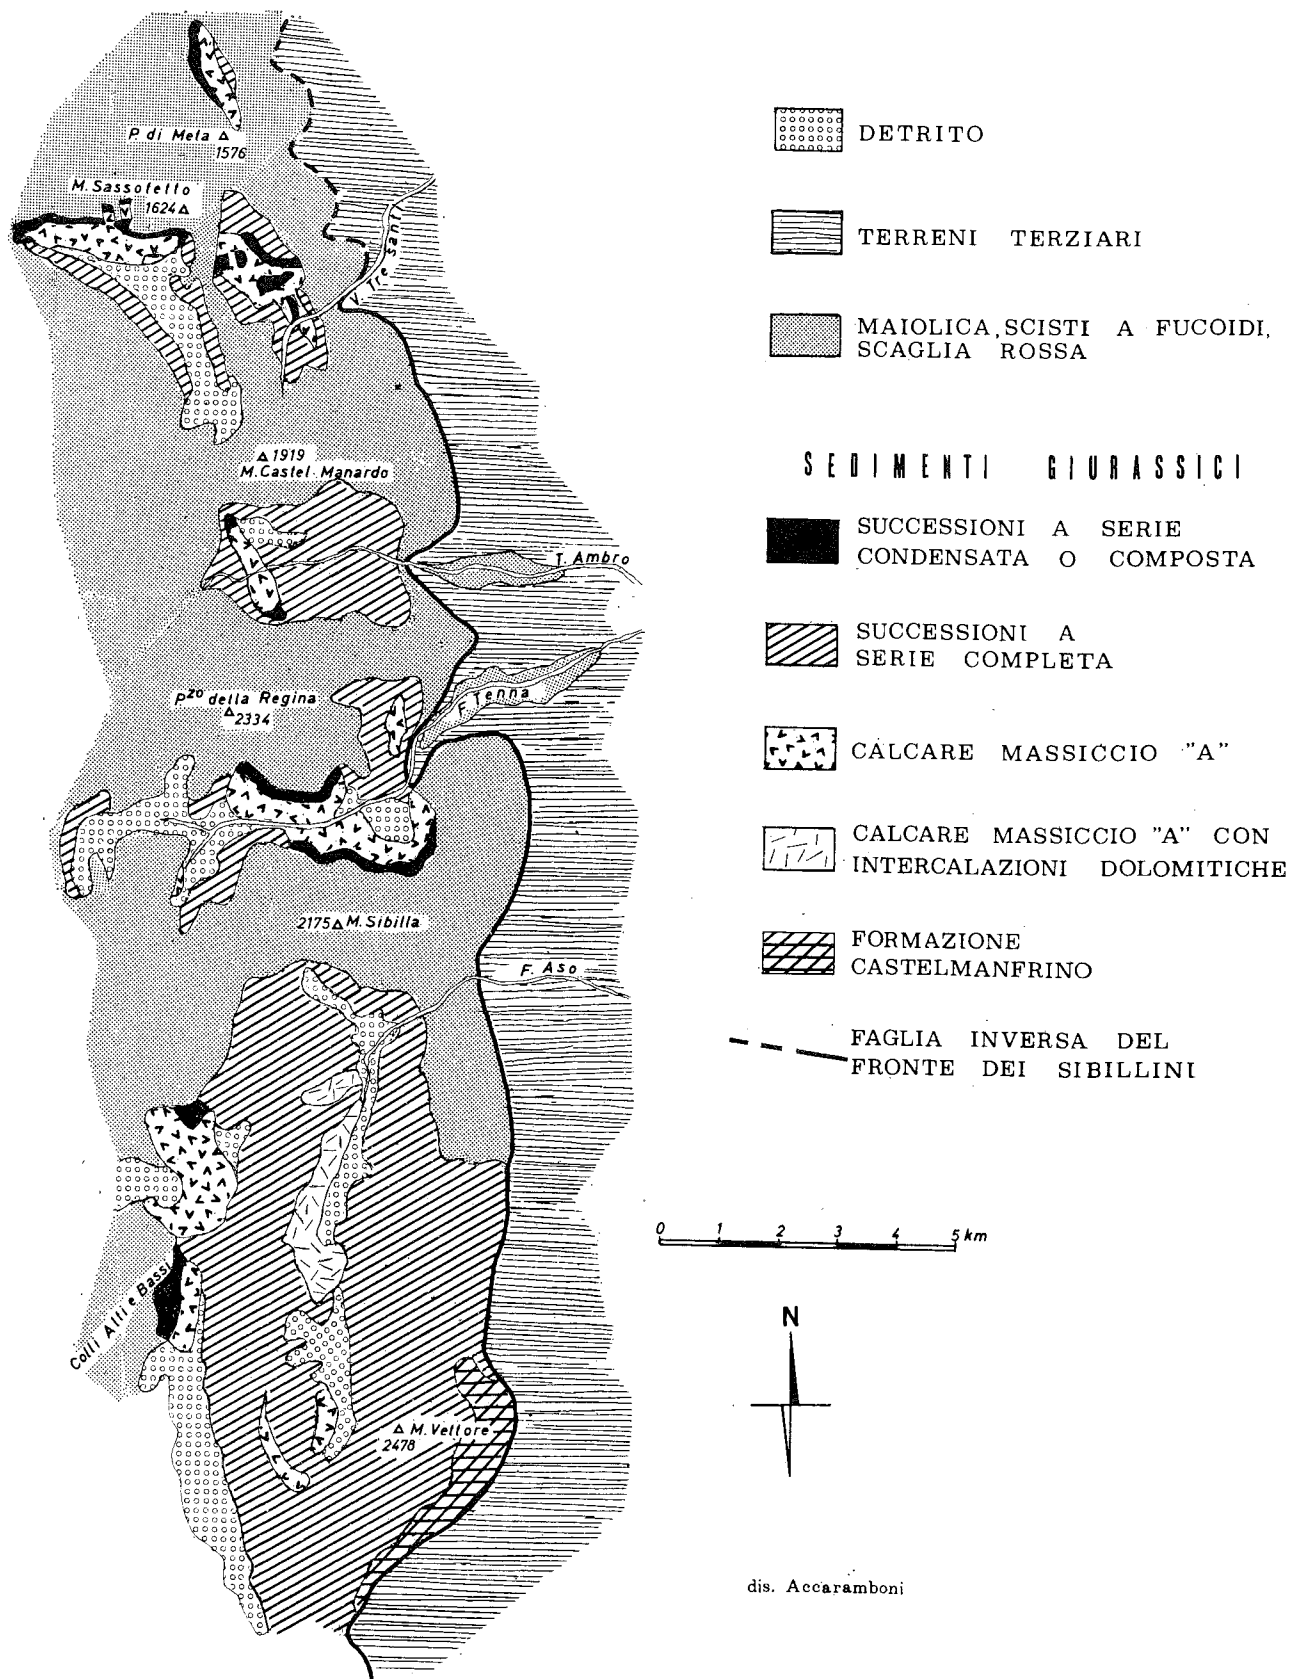 P. di Meta △
1576
M. Sassotetto
1624 △
V. Tre Santi
△ 1919
M. Castel Manardo
T. Ambro
Pzo della Regina
△ 2334
F. Tenna
2175 △ M. Sibilla
F. Aso
Colli Alti e Bassi
△ M. Vettore
2478
DETRITO
TERRENI TERZIARI
MAIOLICA, SCISTI A FUCOIDI,
SCAGLIA ROSSA
SEDIMENTI GIURASSICI
SUCCESSIONI A SERIE
CONDENSATA O COMPOSTA
SUCCESSIONI A
SERIE COMPLETA
CALCARE MASSICCIO "A"
CALCARE MASSICCIO "A" CON
INTERCALAZIONI DOLOMITICHE
FORMAZIONE
CASTELMANFRINO
FAGLIA INVERSA DEL
FRONTE DEI SIBILLINI
0 1 2 3 4 5 km
N
dis. Accaramboni